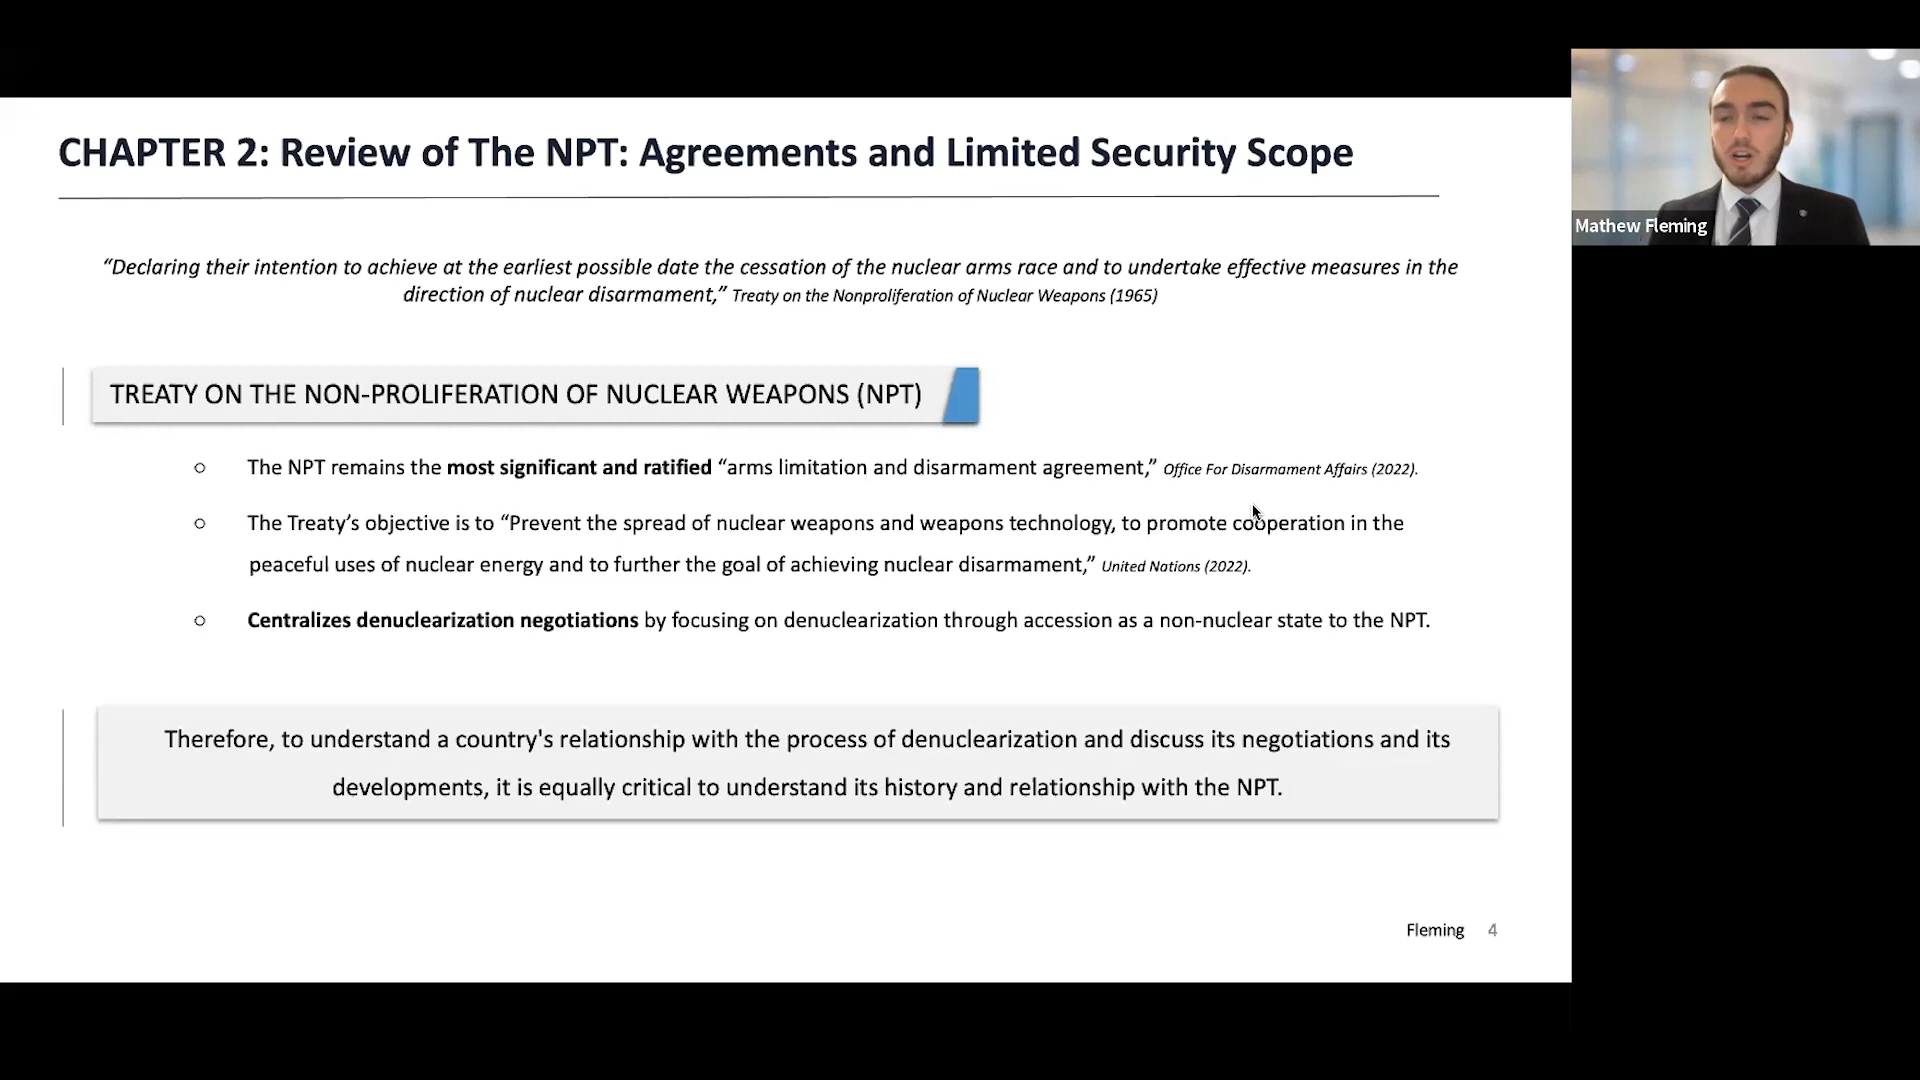 CHAPTER 2: Review of The NPT: Agreements and Limited Security Scope
Mathew Fleming
“Declaring their intention to achieve at the earliest possible date the cessation of the nuclear arms race and to undertake effective measures in the
direction of nuclear disarmament,” Treaty on the Nonproliferation of Nuclear Weapons (1965)
TREATY ON THE NON-PROLIFERATION OF NUCLEAR WEAPONS (NPT)
○ The NPT remains the most significant and ratified “arms limitation and disarmament agreement,” Office For Disarmament Affairs (2022).
○ The Treaty’s objective is to “Prevent the spread of nuclear weapons and weapons technology, to promote cooperation in the
peaceful uses of nuclear energy and to further the goal of achieving nuclear disarmament,” United Nations (2022).
○ Centralizes denuclearization negotiations by focusing on denuclearization through accession as a non-nuclear state to the NPT.
Therefore, to understand a country's relationship with the process of denuclearization and discuss its negotiations and its
developments, it is equally critical to understand its history and relationship with the NPT.
Fleming 4